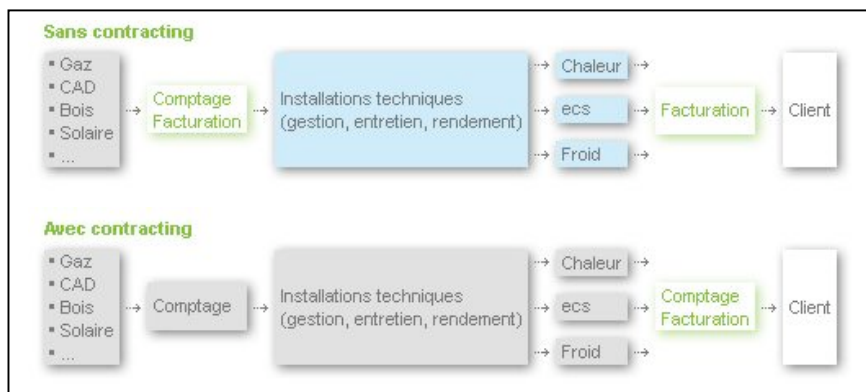 Sans contracting
▪ Gaz
▪ CAD
▪ Bois
▪ Solaire
▪ ...
Comptage
Facturation
Installations techniques
(gestion, entretien, rendement)
Chaleur
ecs
Froid
Facturation
Client
Avec contracting
▪ Gaz
▪ CAD
▪ Bois
▪ Solaire
▪ ...
Comptage
Installations techniques
(gestion, entretien, rendement)
Chaleur
ecs
Froid
Comptage
Facturation
Client